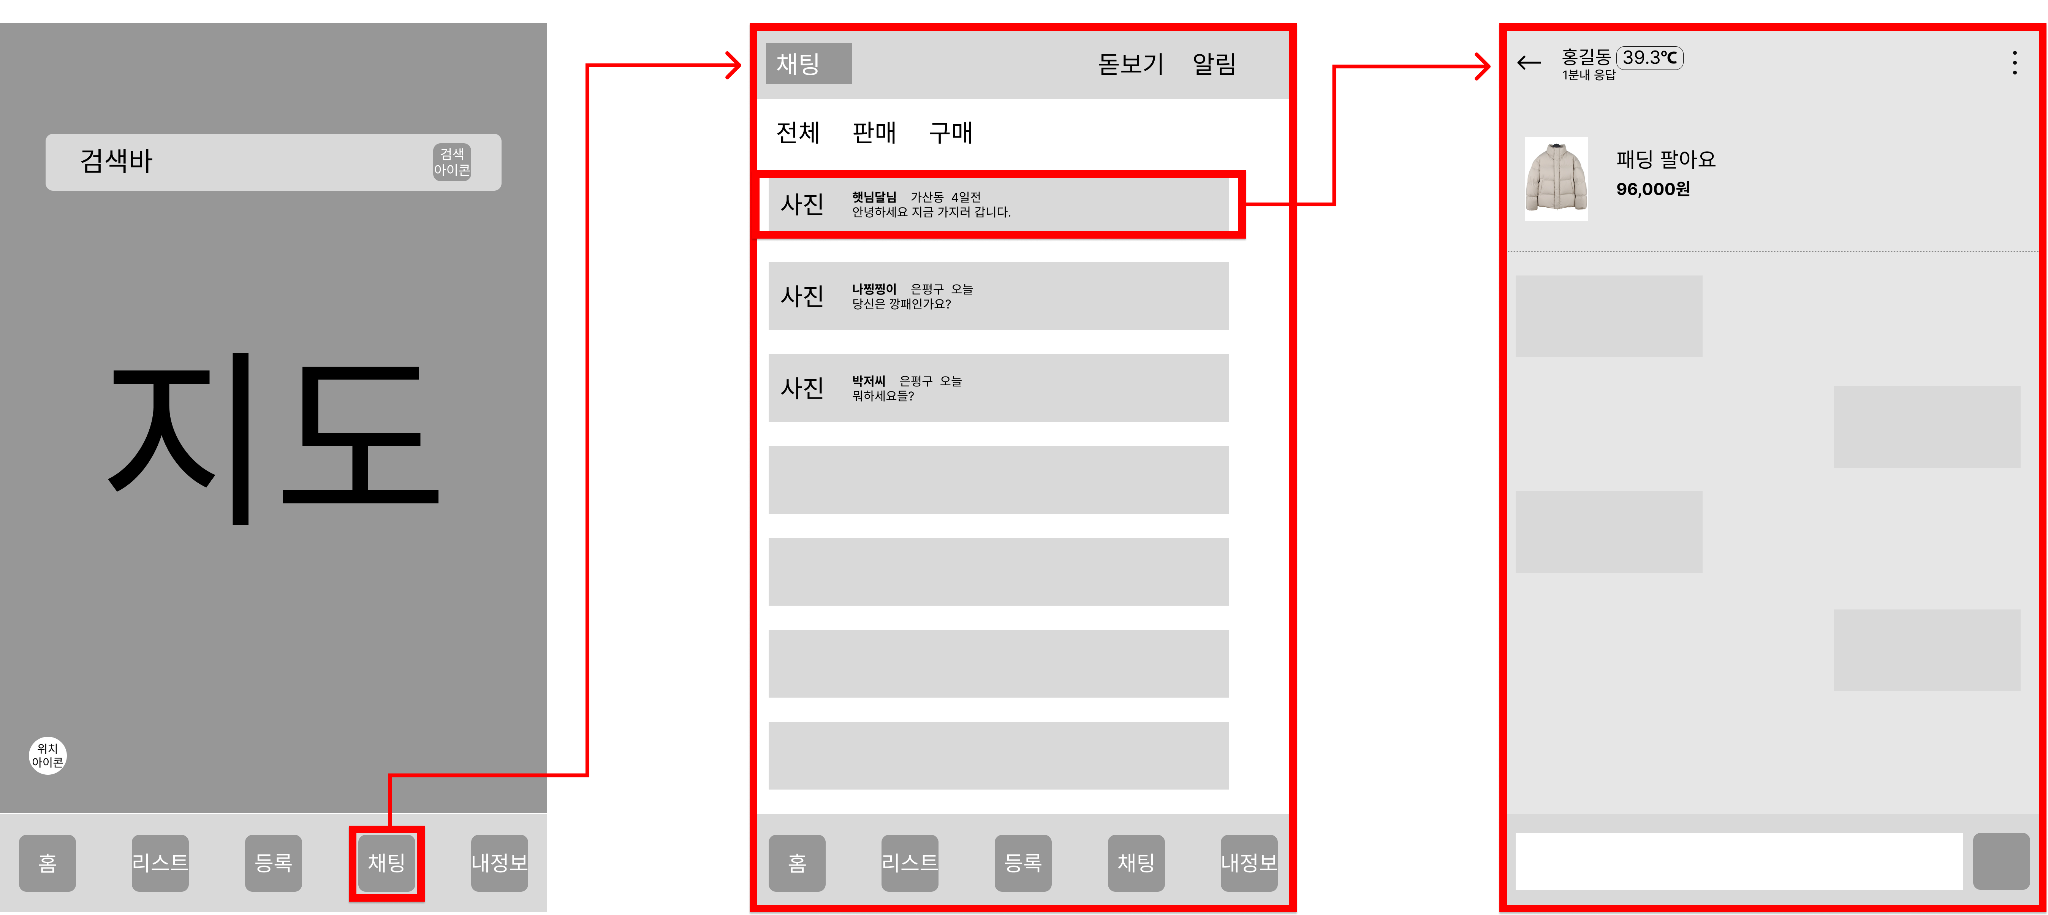 검색바
검색
아이콘
지도
위치
아이콘
홈 리스트 등록 채팅 내정보
채팅 돋보기 알림
전체 판매 구매
사진
햇님달님 가산동 4일전
안녕하세요 지금 가지러 갑니다.
사진
나찡찡이 은평구 오늘
당신은 깡패인가요?
사진
박저씨 은평구 오늘
뭐하세요들?
홈 리스트 등록 채팅 내정보
홍길동 39.3℃
1분내 응답
패딩 팔아요
96,000원